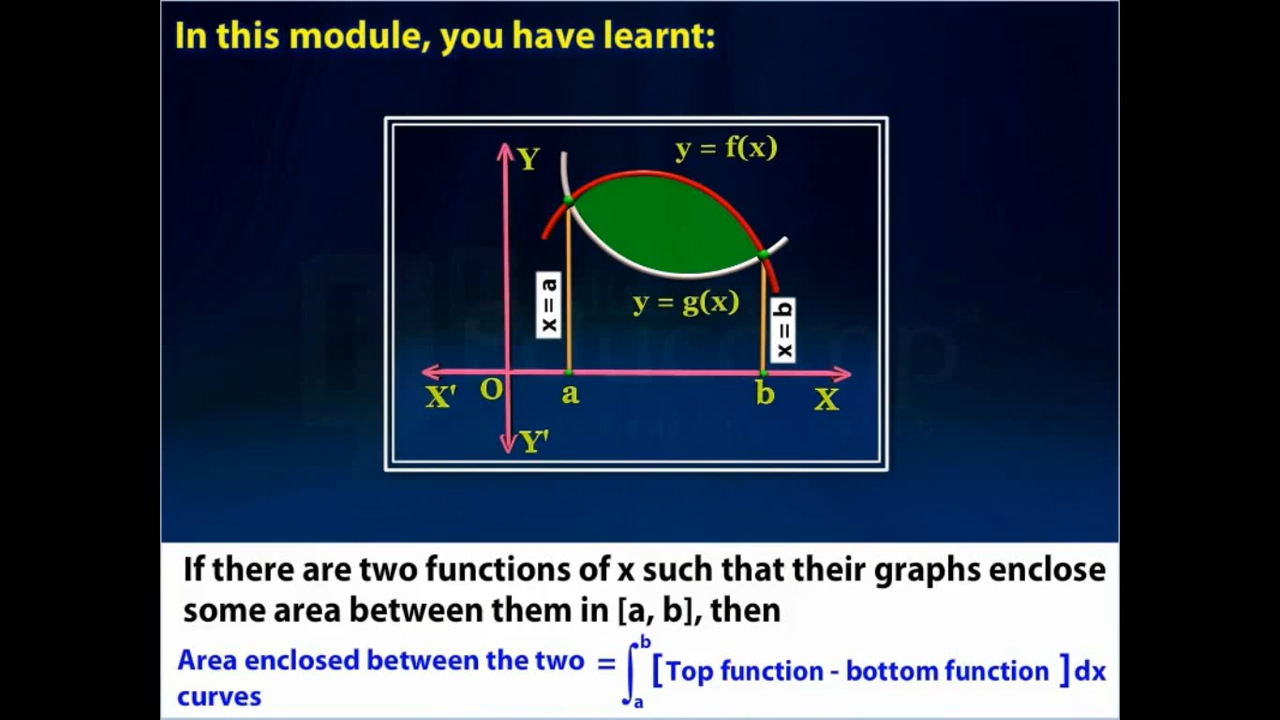 In this module, you have learnt:
Y
y = f(x)
x = a
y = g(x)
x = b
X'
O
a
b
X
Y'
If there are two functions of x such that their graphs enclose
some area between them in [a, b], then
Area enclosed between the two curves = ∫ₐᵇ [Top function - bottom function ] dx